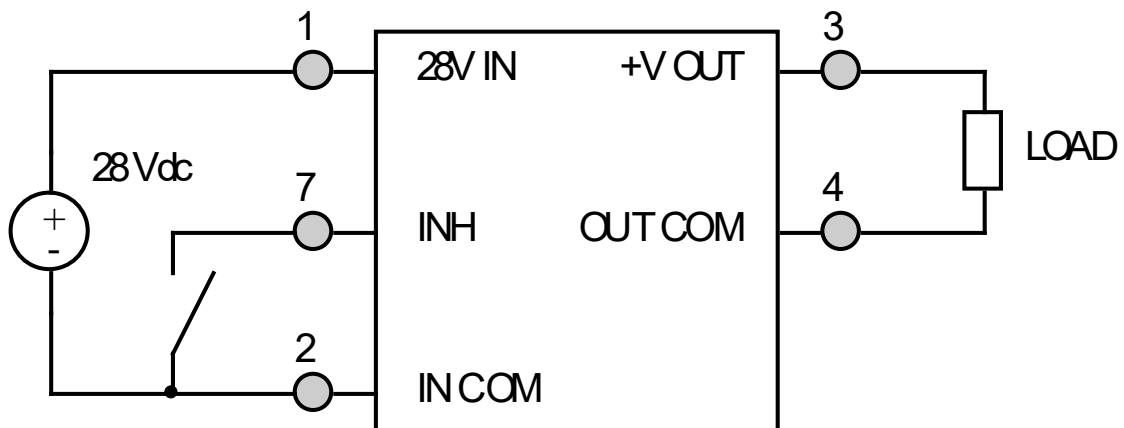 1
3
28V IN
+V OUT
28 Vdc
LOAD
7
4
INH
OUT COM
+
-
2
IN COM